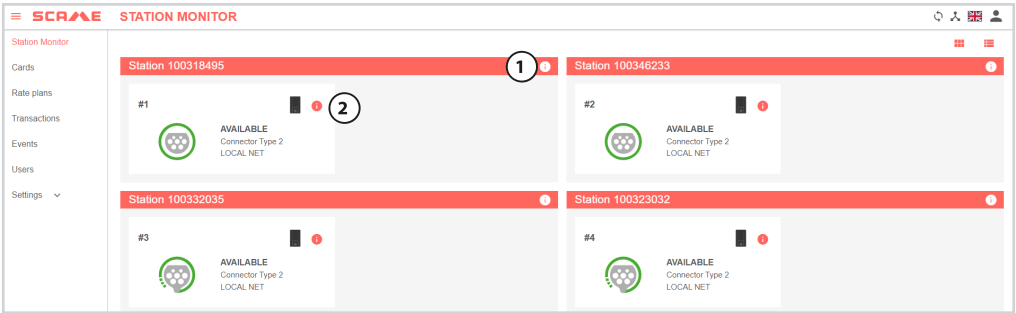 SCAME STATION MONITOR
Station Monitor
Cards
Rate plans
Transactions
Events
Users
Settings
Station 100318495
1
#1
2
AVAILABLE
Connector Type 2
LOCAL NET
Station 100346233
#2
AVAILABLE
Connector Type 2
LOCAL NET
Station 100332035
#3
AVAILABLE
Connector Type 2
LOCAL NET
Station 100323032
#4
AVAILABLE
Connector Type 2
LOCAL NET